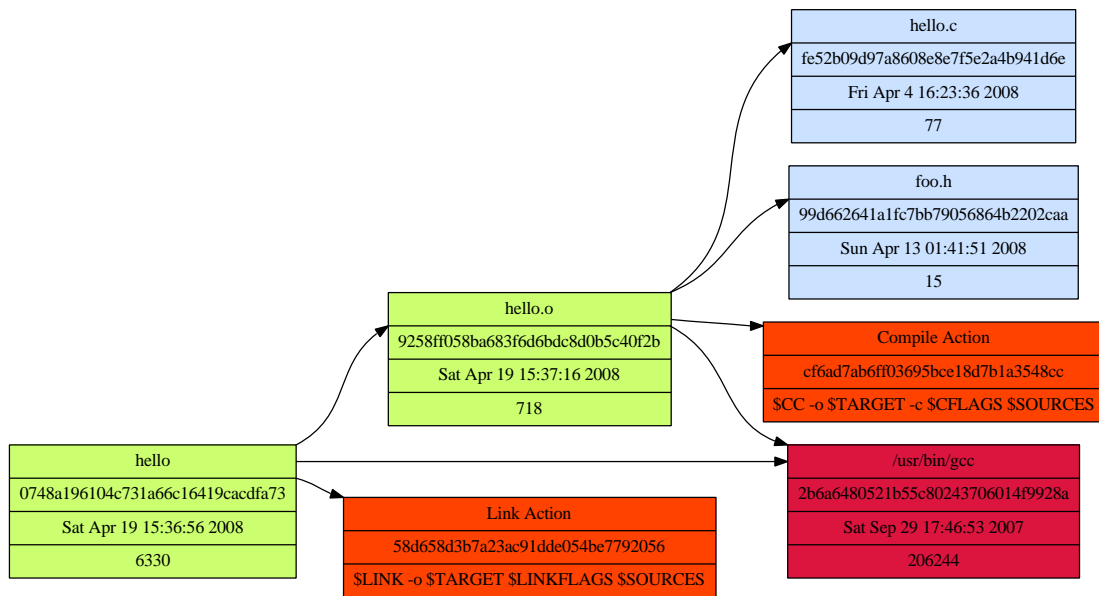 hello.c
fe52b09d97a8608e8e7f5e2a4b941d6e
Fri Apr 4 16:23:36 2008
77
foo.h
99d662641a1fc7bb79056864b2202caa
Sun Apr 13 01:41:51 2008
15
hello.o
9258ff058ba683f6d6bdc8d0b5c40f2b
Sat Apr 19 15:37:16 2008
718
Compile Action
cf6ad7ab6ff03695bce18d7b1a3548cc
$CC -o $TARGET -c $CFLAGS $SOURCES
hello
0748a196104c731a66c16419cacdfa73
Sat Apr 19 15:36:56 2008
6330
Link Action
58d658d3b7a23ac91dde054be7792056
$LINK -o $TARGET $LINKFLAGS $SOURCES
/usr/bin/gcc
2b6a6480521b55c80243706014f9928a
Sat Sep 29 17:46:53 2007
206244